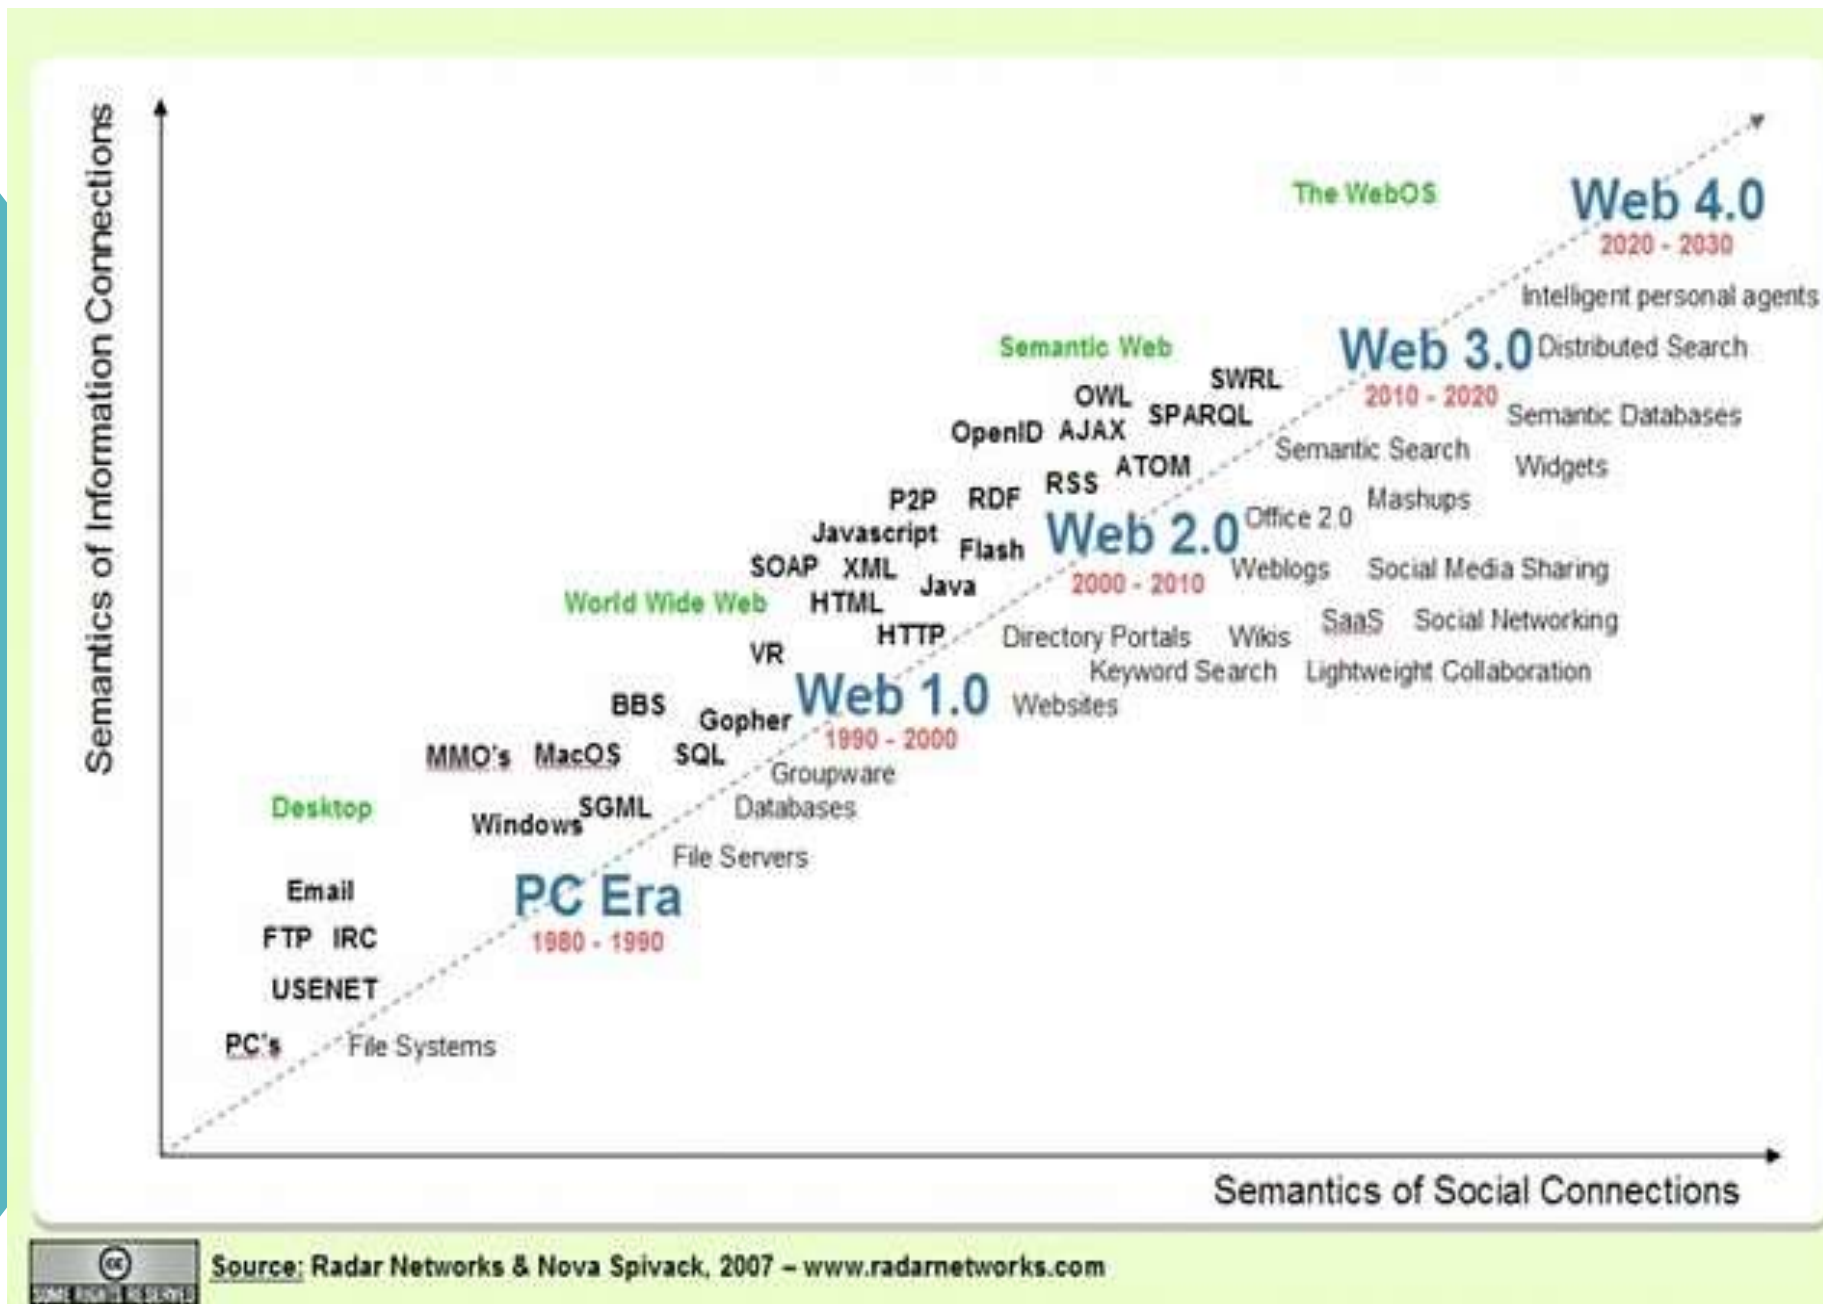 Semantics of Information Connections
The WebOS
Web 4.0
2020 - 2030
Intelligent personal agents
Semantic Web
Web 3.0
Distributed Search
SWRL
2010 - 2020
OWL
SPARQL
Semantic Databases
OpenID
AJAX
Semantic Search
ATOM
Widgets
RSS
P2P
RDF
Mashups
Javascript
Web 2.0
Office 2.0
Flash
SOAP
XML
Java
2000 - 2010
Weblogs
Social Media Sharing
World Wide Web
HTML
HTTP
Directory Portals
Wikis
SaaS
Social Networking
VR
Keyword Search
Lightweight Collaboration
BBS
Gopher
Web 1.0
Websites
1990 - 2000
MMO's
MacOS
SQL
Groupware
Desktop
Windows
SGML
Databases
File Servers
Email
PC Era
FTP
IRC
1980 - 1990
USENET
PC's
File Systems
Semantics of Social Connections
cc
SOME RIGHTS RESERVED
Source: Radar Networks & Nova Spivack, 2007 – www.radarnetworks.com